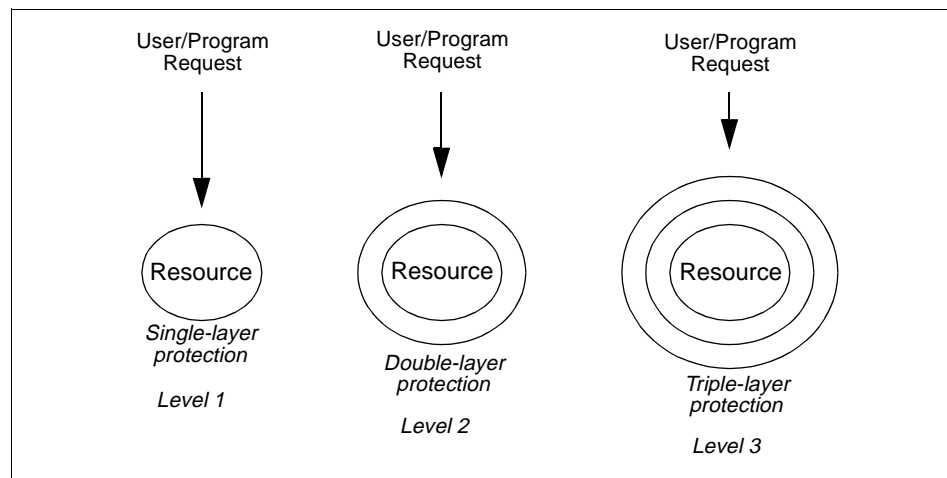 User/Program
Request
Resource
Single-layer
protection
Level 1
User/Program
Request
Resource
Double-layer
protection
Level 2
User/Program
Request
Resource
Triple-layer
protection
Level 3